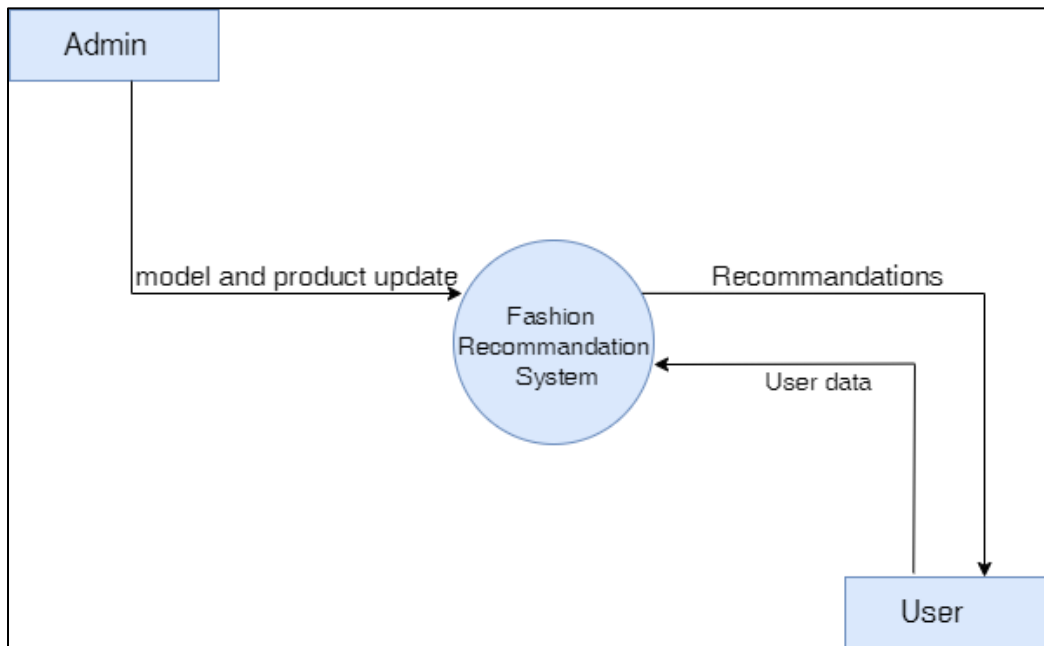 Admin
model and product update
Recommandations
Fashion
Recommandation
System
User data
User